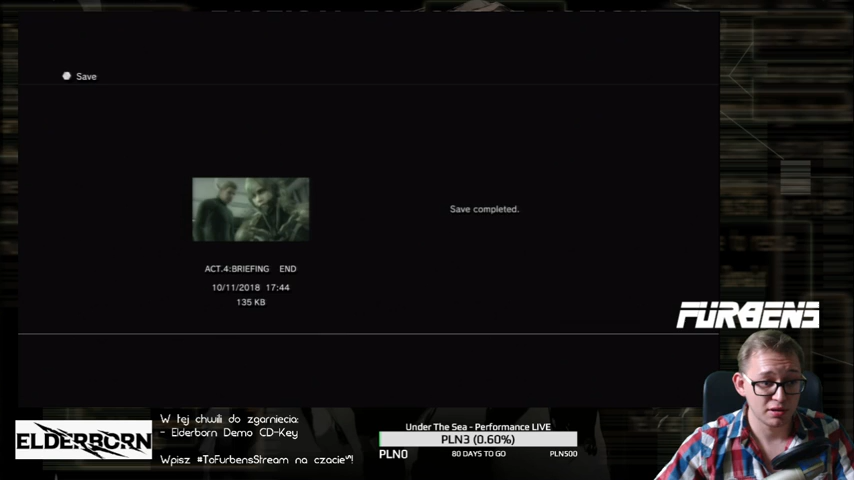 Save
Save completed.
ACT.4:BRIEFING END
10/11/2018 17:44
135 KB
FURBENS
ELDERBORN
W tej chwili do zgarnięcia:
- Elderborn Demo CD-Key
Wpisz #ToFurbensStream na czacie^^!
Under The Sea - Performance LIVE
PLN3 (0.60%)
PLN0
80 DAYS TO GO
PLN500